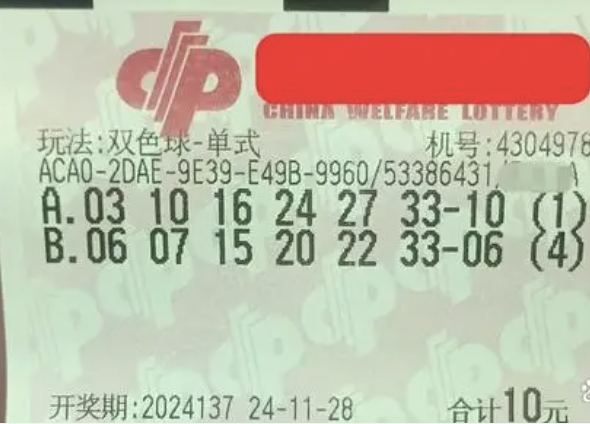 CHINA WELFARE LOTTERY
玩法:双色球-单式 机号:4304978
ACA0-2DAE-9E39-E49B-9960/53386431/
A.03 10 16 24 27 33-10 (1)
B.06 07 15 20 22 33-06 (4)
开奖期:2024137 24-11-28 合计10元